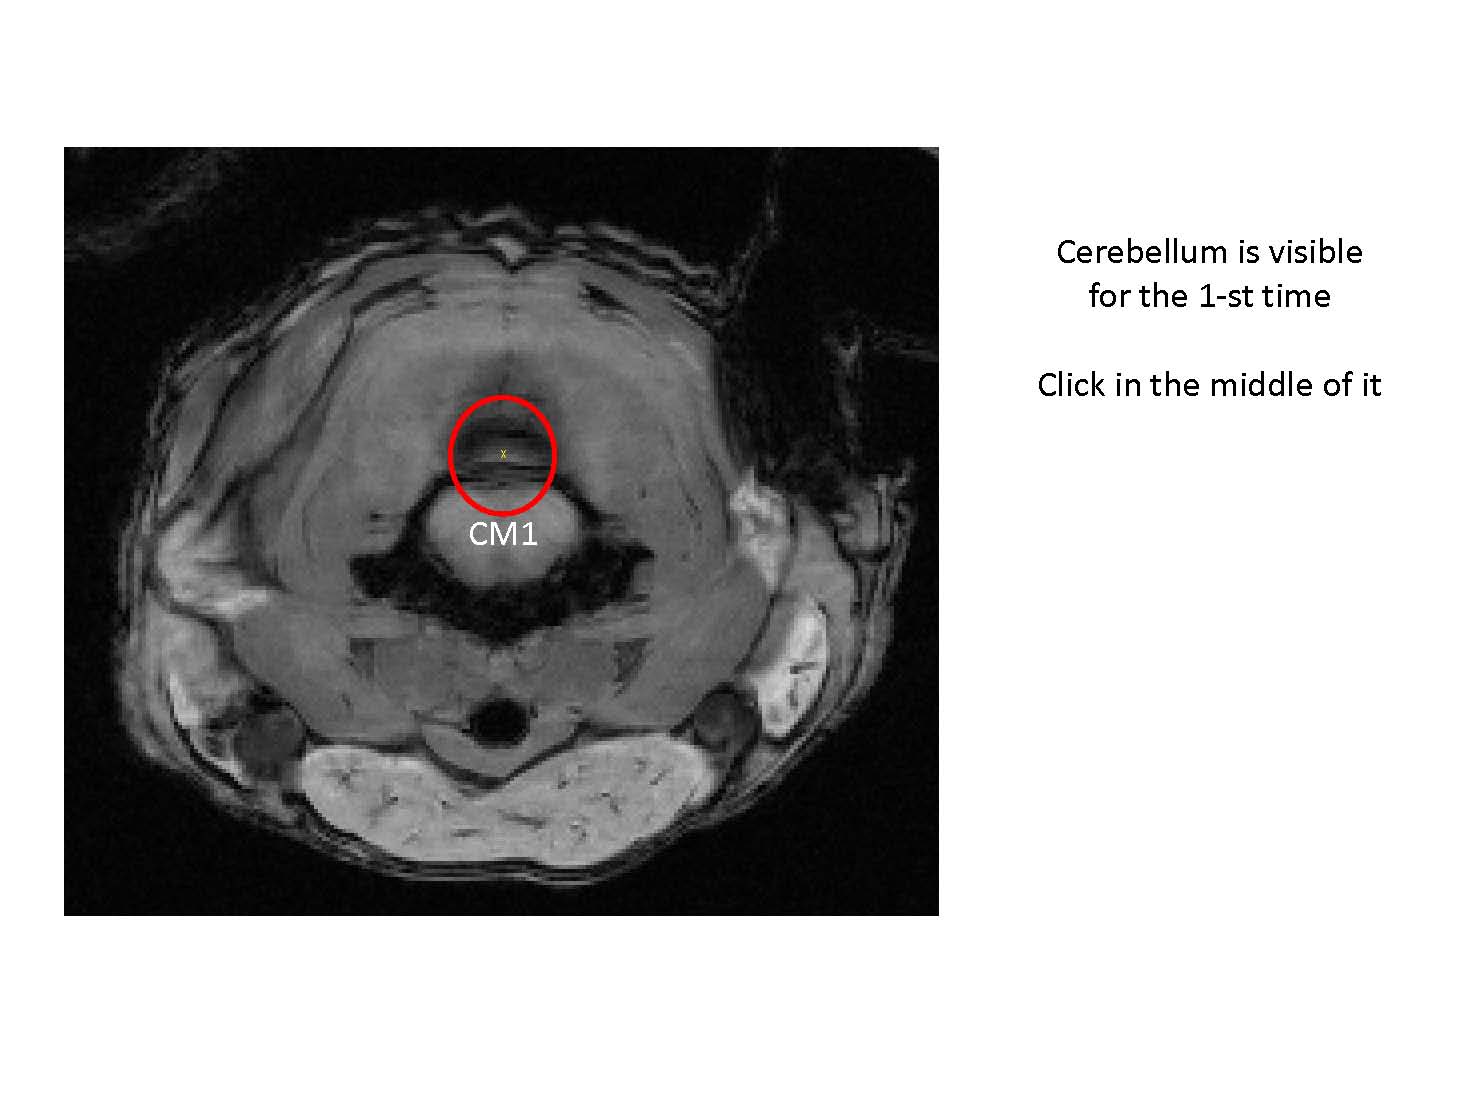 Cerebellum is visible
for the 1-st time
Click in the middle of it
x
CM1